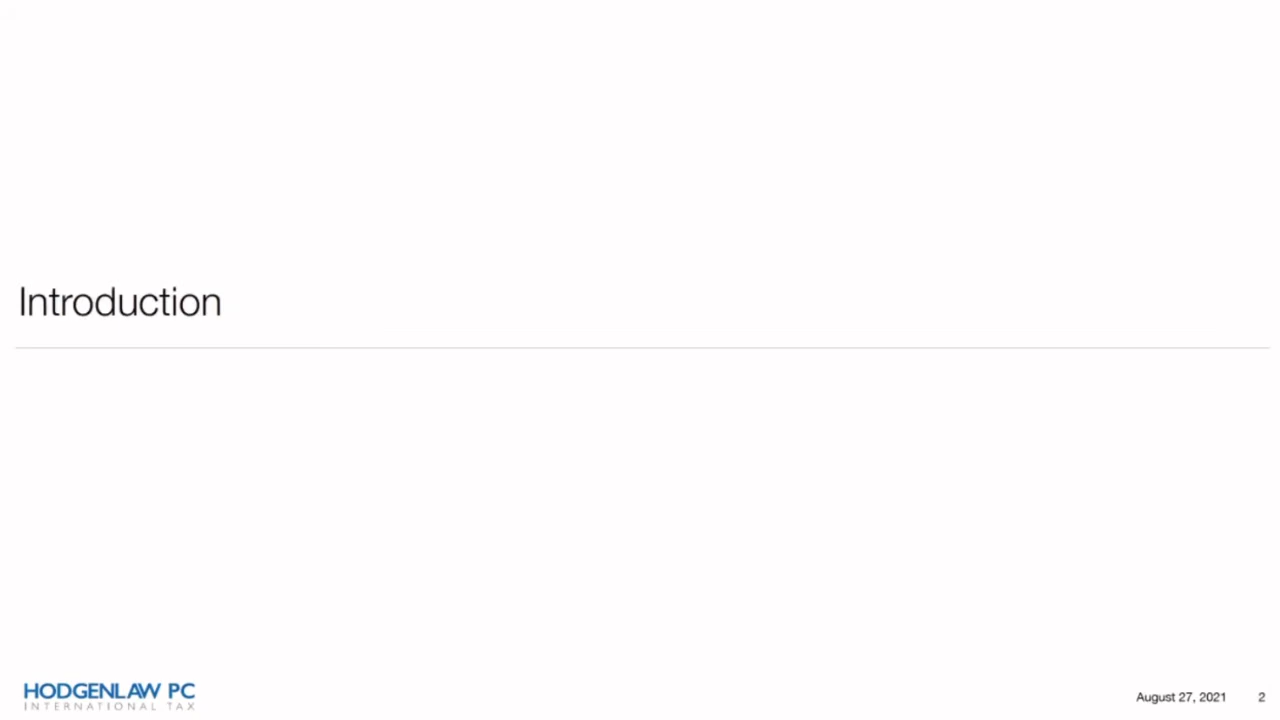 Introduction
HODGENLAW PC
INTERNATIONAL TAX
August 27, 2021 2